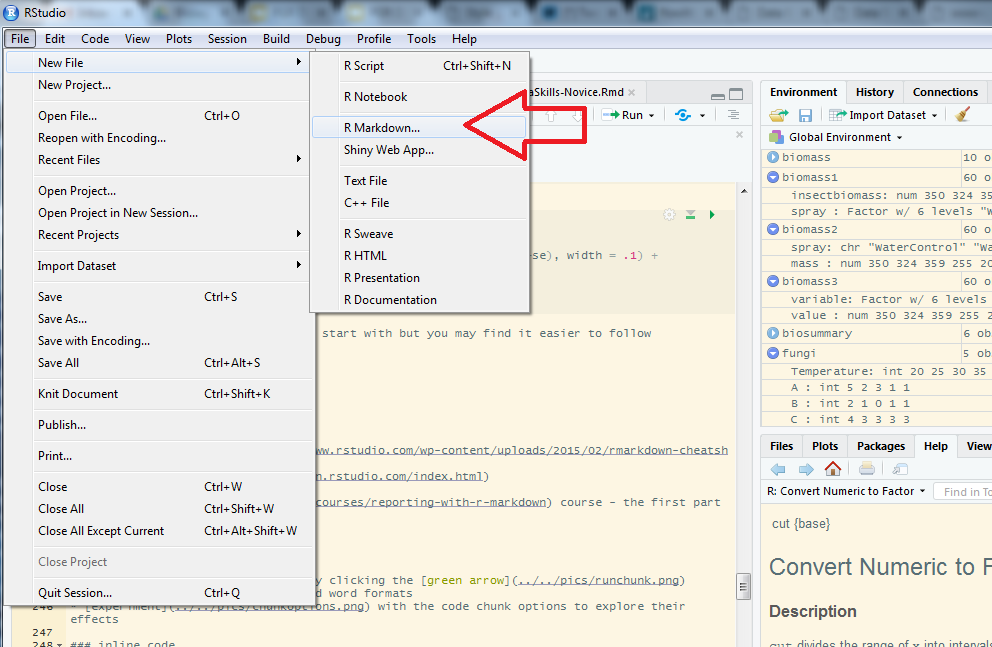 RStudio
File Edit Code View Plots Session Build Debug Profile Tools Help
New File
New Project...
Open File... Ctrl+O
Reopen with Encoding...
Recent Files
Open Project...
Open Project in New Session...
Recent Projects
Import Dataset
Save Ctrl+S
Save As...
Save with Encoding...
Save All Ctrl+Alt+S
Knit Document Ctrl+Shift+K
Publish...
Print...
Close Ctrl+W
Close All Ctrl+Shift+W
Close All Except Current Ctrl+Alt+Shift+W
Close Project
Quit Session... Ctrl+Q
R Script Ctrl+Shift+N
R Notebook
R Markdown...
Shiny Web App...
Text File
C++ File
R Sweave
R HTML
R Presentation
R Documentation
aSkills-Novice.Rmd
Run
se), width = .1) +
start with but you may find it easier to follow
ww.rstudio.com/wp-content/uploads/2015/02/rmarkdown-cheatsh
n.rstudio.com/index.html)
courses/reporting-with-r-markdown) course - the first part
y clicking the [green arrow](../../pics/runchunk.png)
d word formats
246 - [experiment](../../pics/chunkoptions.png) with the code chunk options to explore their
effects
247
248 ### inline code
Environment History Connections
Import Dataset
Global Environment
biomass 10 o
biomass1 60 o
insectbiomass: num 350 324 35
spray : Factor w/ 6 levels "W
biomass2 60 o
spray: chr "WaterControl" "Wa
mass : num 350 324 359 255 20
biomass3 60 o
variable: Factor w/ 6 levels
value : num 350 324 359 255 2
biosummary 6 ob
fungi 5 ob
Temperature: int 20 25 30 35
A : int 5 2 3 1 1
B : int 2 1 0 1 1
C : int 4 3 3 3 3
Files Plots Packages Help View
R: Convert Numeric to Factor Find in To
cut {base}
Convert Numeric to F
Description
cut divides the range of x into intervals